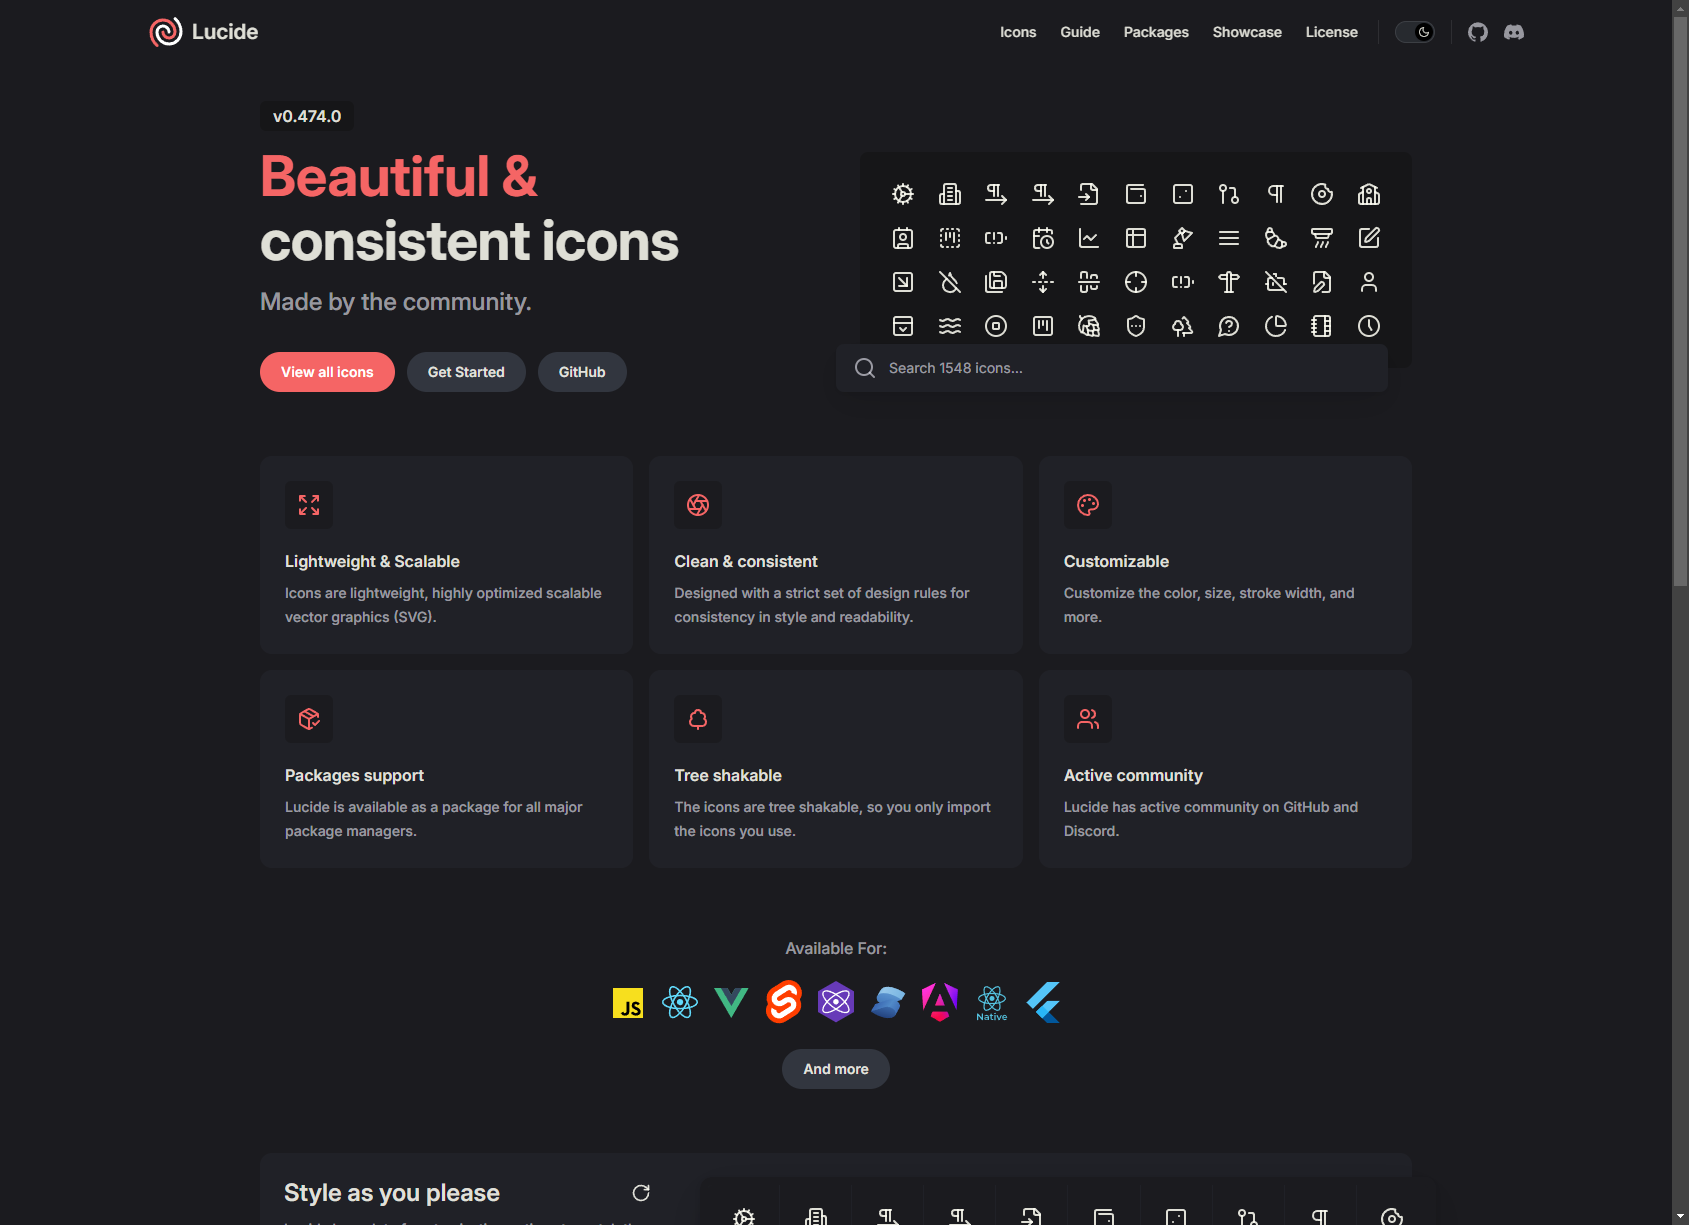 Lucide
Icons Guide Packages Showcase License
v0.474.0
Beautiful &
consistent icons
Made by the community.
View all icons Get Started GitHub
Search 1548 icons...
Lightweight & Scalable
Icons are lightweight, highly optimized scalable
vector graphics (SVG).
Clean & consistent
Designed with a strict set of design rules for
consistency in style and readability.
Customizable
Customize the color, size, stroke width, and
more.
Packages support
Lucide is available as a package for all major
package managers.
Tree shakable
The icons are tree shakable, so you only import
the icons you use.
Active community
Lucide has active community on GitHub and
Discord.
Available For:
JS
Native
And more
Style as you please